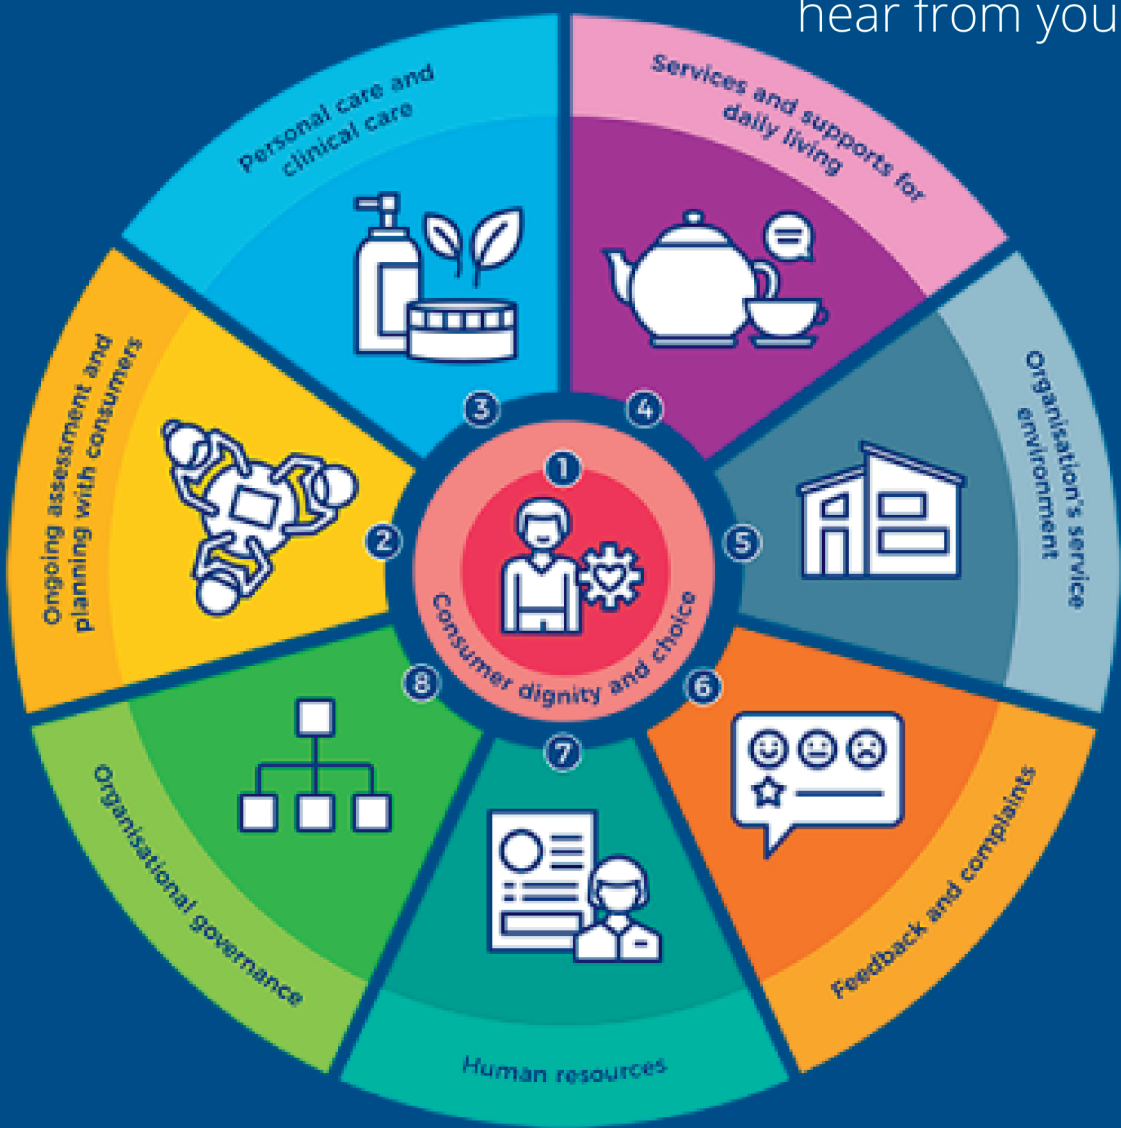 hear from you
Personal care and
clinical care
Services and supports for
daily living
Ongoing assessment and
planning with consumers
Organisation's service
environment
3
4
1
2
5
Consumer dignity and choice
8
6
7
Organisational governance
Feedback and complaints
Human resources